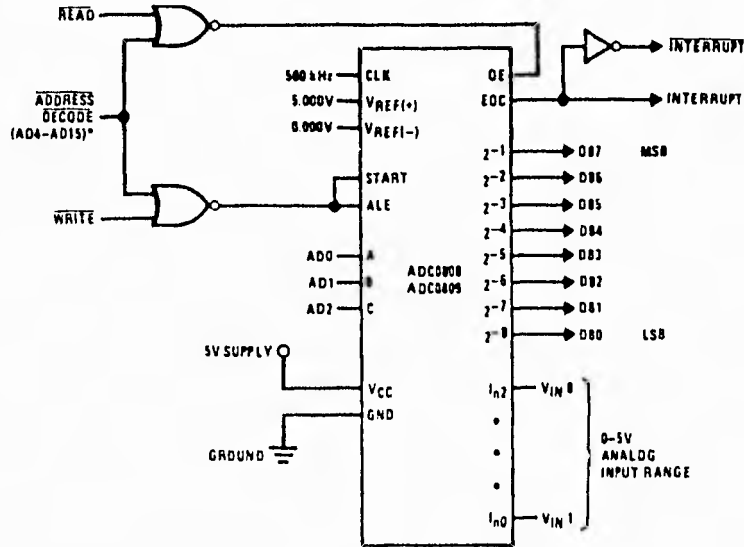 READ
ADDRESS
DECODE
(AD4-AD15)*
WRITE
CLK
5.000V
VREF(+)
0.000V
VREF(−)
START
ALE
AD0
A
AD1
B
AD2
C
5V SUPPLY
VCC
GND
GROUND
ADC0808
ADC0809
OE
EOC
INTERRUPT
INTERRUPT
2−1 DB7 MSB
2−2 DB6
2−3 DB5
2−4 DB4
2−5 DB3
2−6 DB2
2−7 DB1
2−8 DB0 LSB
In2
VIN 8
0–5V
ANALOG
INPUT RANGE
In0
VIN 1